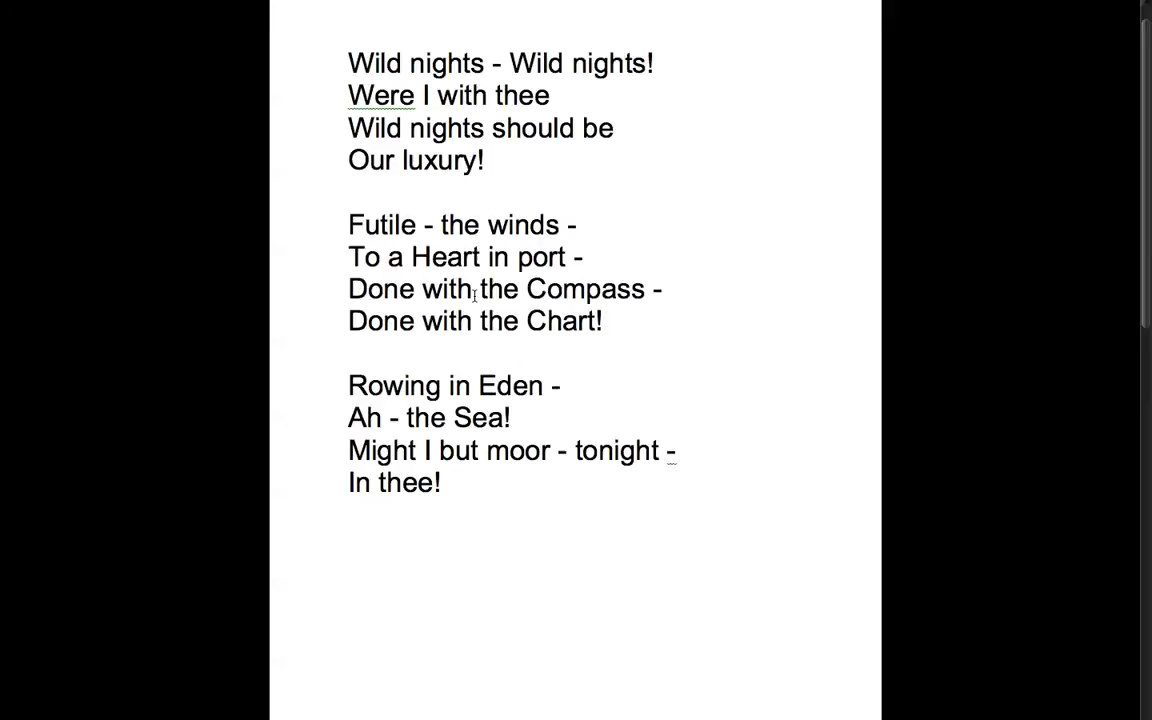 Wild nights - Wild nights!
Were I with thee
Wild nights should be
Our luxury!
Futile - the winds -
To a Heart in port -
Done with the Compass -
Done with the Chart!
Rowing in Eden -
Ah - the Sea!
Might I but moor - tonight -
In thee!